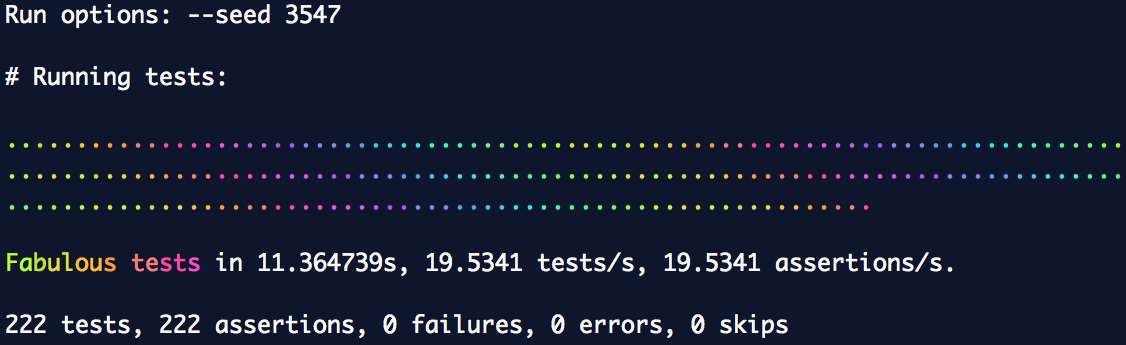 Run options: --seed 3547
# Running tests:
................................................................................
................................................................................
..............................................................
Fabulous tests in 11.364739s, 19.5341 tests/s, 19.5341 assertions/s.
222 tests, 222 assertions, 0 failures, 0 errors, 0 skips